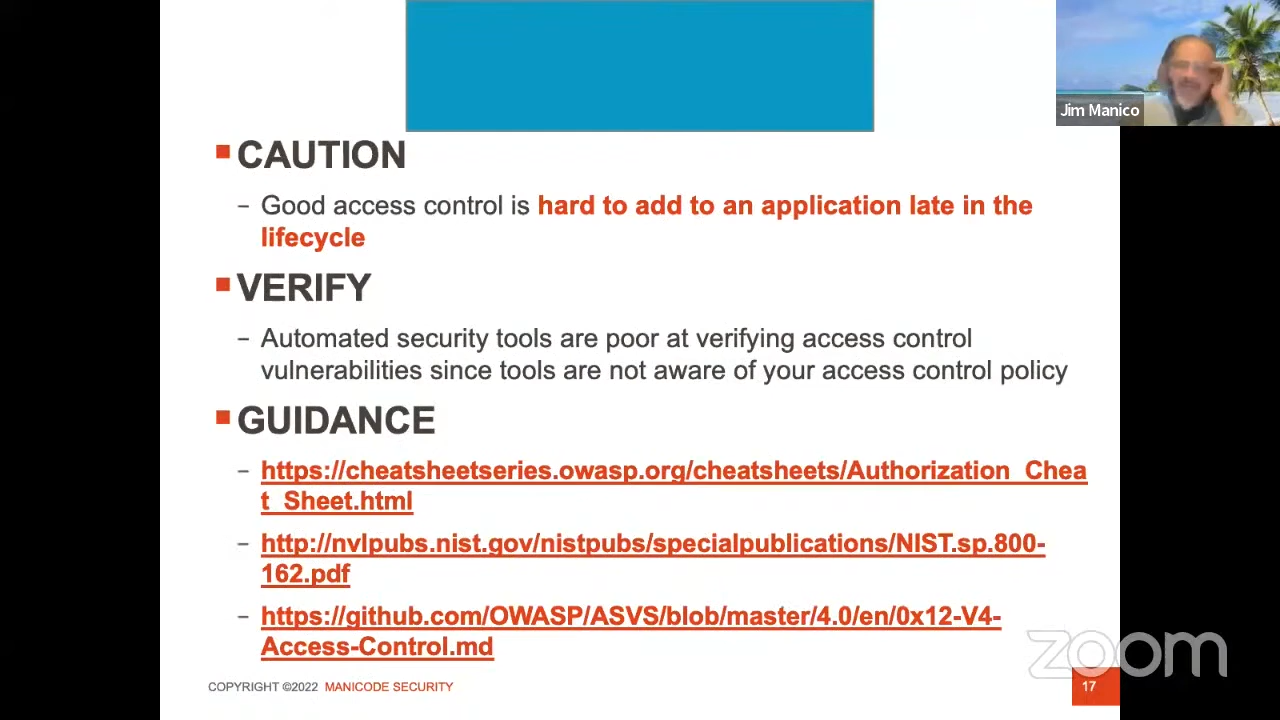 Jim Manico
CAUTION
– Good access control is hard to add to an application late in the
lifecycle
VERIFY
– Automated security tools are poor at verifying access control
vulnerabilities since tools are not aware of your access control policy
GUIDANCE
– https://cheatsheetseries.owasp.org/cheatsheets/Authorization_Chea
t_Sheet.html
– http://nvlpubs.nist.gov/nistpubs/specialpublications/NIST.sp.800-
162.pdf
– https://github.com/OWASP/ASVS/blob/master/4.0/en/0x12-V4-
Access-Control.md
zoom
COPYRIGHT ©2022 MANICODE SECURITY
17